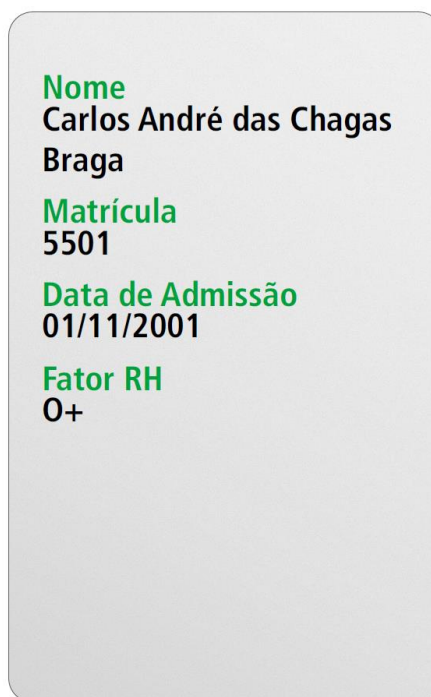 Nome
Carlos André das Chagas
Braga
Matrícula
5501
Data de Admissão
01/11/2001
Fator RH
O+